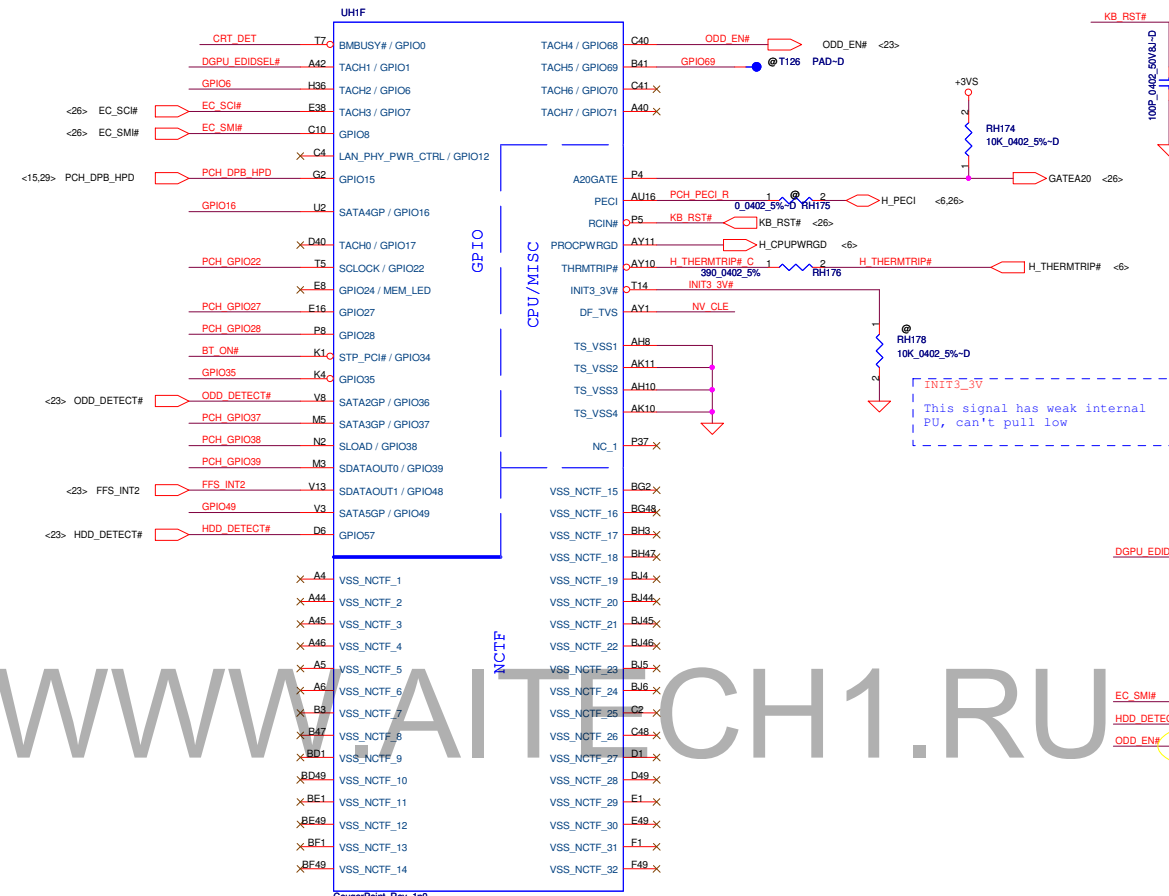 UH1F
CRT_DET T7 BMBUSY# / GPIO0
DGPU_EDIDSEL# A42 TACH1 / GPIO1
GPIO6 H36 TACH2 / GPIO6
<26> EC_SCI# EC_SCI# E38 TACH3 / GPIO7
<26> EC_SMI# EC_SMI# C10 GPIO8
C4 LAN_PHY_PWR_CTRL / GPIO12
<15,29> PCH_DPB_HPD PCH_DPB_HPD G2 GPIO15
GPIO16 U2 SATA4GP / GPIO16
D40 TACH0 / GPIO17
PCH_GPIO22 T5 SCLOCK / GPIO22
E8 GPIO24 / MEM_LED
PCH_GPIO27 E16 GPIO27
PCH_GPIO28 P8 GPIO28
BT_ON# K1 STP_PCI# / GPIO34
GPIO35 K4 GPIO35
<23> ODD_DETECT# ODD_DETECT# V8 SATA2GP / GPIO36
PCH_GPIO37 M5 SATA3GP / GPIO37
PCH_GPIO38 N2 SLOAD / GPIO38
PCH_GPIO39 M3 SDATAOUT0 / GPIO39
<23> FFS_INT2 FFS_INT2 V13 SDATAOUT1 / GPIO48
GPIO49 V3 SATA5GP / GPIO49
<23> HDD_DETECT# HDD_DETECT# D6 GPIO57
A4 VSS_NCTF_1
A44 VSS_NCTF_2
A45 VSS_NCTF_3
A46 VSS_NCTF_4
A5 VSS_NCTF_5
A6 VSS_NCTF_6
B3 VSS_NCTF_7
B47 VSS_NCTF_8
BD1 VSS_NCTF_9
BD49 VSS_NCTF_10
BE1 VSS_NCTF_11
BE49 VSS_NCTF_12
BF1 VSS_NCTF_13
BF49 VSS_NCTF_14
GPIO
CPU/MISC
NCTF
TACH4 / GPIO68 C40 ODD_EN# ODD_EN# <23>
TACH5 / GPIO69 B41 GPIO69 @ T126 PAD~D
TACH6 / GPIO70 C41
TACH7 / GPIO71 A40
+3VS
2
RH174
10K_0402_5%~D
1
A20GATE P4 GATEA20 <26>
PECI AU16 PCH_PECI_R 1 @ 2 H_PECI <6,26>
0_0402_5%~D RH175
RCIN# P5 KB_RST# KB_RST# <26>
PROCPWRGD AY11 H_CPUPWRGD <6>
THRMTRIP# AY10 H_THERMTRIP#_C 1 2 H_THERMTRIP# H_THERMTRIP# <6>
390_0402_5% RH176
INIT3_3V# T14 INIT3_3V#
DF_TVS AY1 NV_CLE
1
@
RH178
10K_0402_5%~D
2
TS_VSS1 AH8
TS_VSS2 AK11
TS_VSS3 AH10
TS_VSS4 AK10
NC_1 P37
INIT3_3V
This signal has weak internal
PU, can't pull low
VSS_NCTF_15 BG2
VSS_NCTF_16 BG48
VSS_NCTF_17 BH3
VSS_NCTF_18 BH47
VSS_NCTF_19 BJ4
VSS_NCTF_20 BJ44
VSS_NCTF_21 BJ45
VSS_NCTF_22 BJ46
VSS_NCTF_23 BJ5
VSS_NCTF_24 BJ6
VSS_NCTF_25 C2
VSS_NCTF_26 C48
VSS_NCTF_27 D1
VSS_NCTF_28 D49
VSS_NCTF_29 E1
VSS_NCTF_30 E49
VSS_NCTF_31 F1
VSS_NCTF_32 F49
KB_RST#
100P_0402_50V8J~D
DGPU_EDID
EC_SMI#
HDD_DETEC
ODD_EN#
WWW.AITECH1.RU
CougarPoint_Rev_1p0